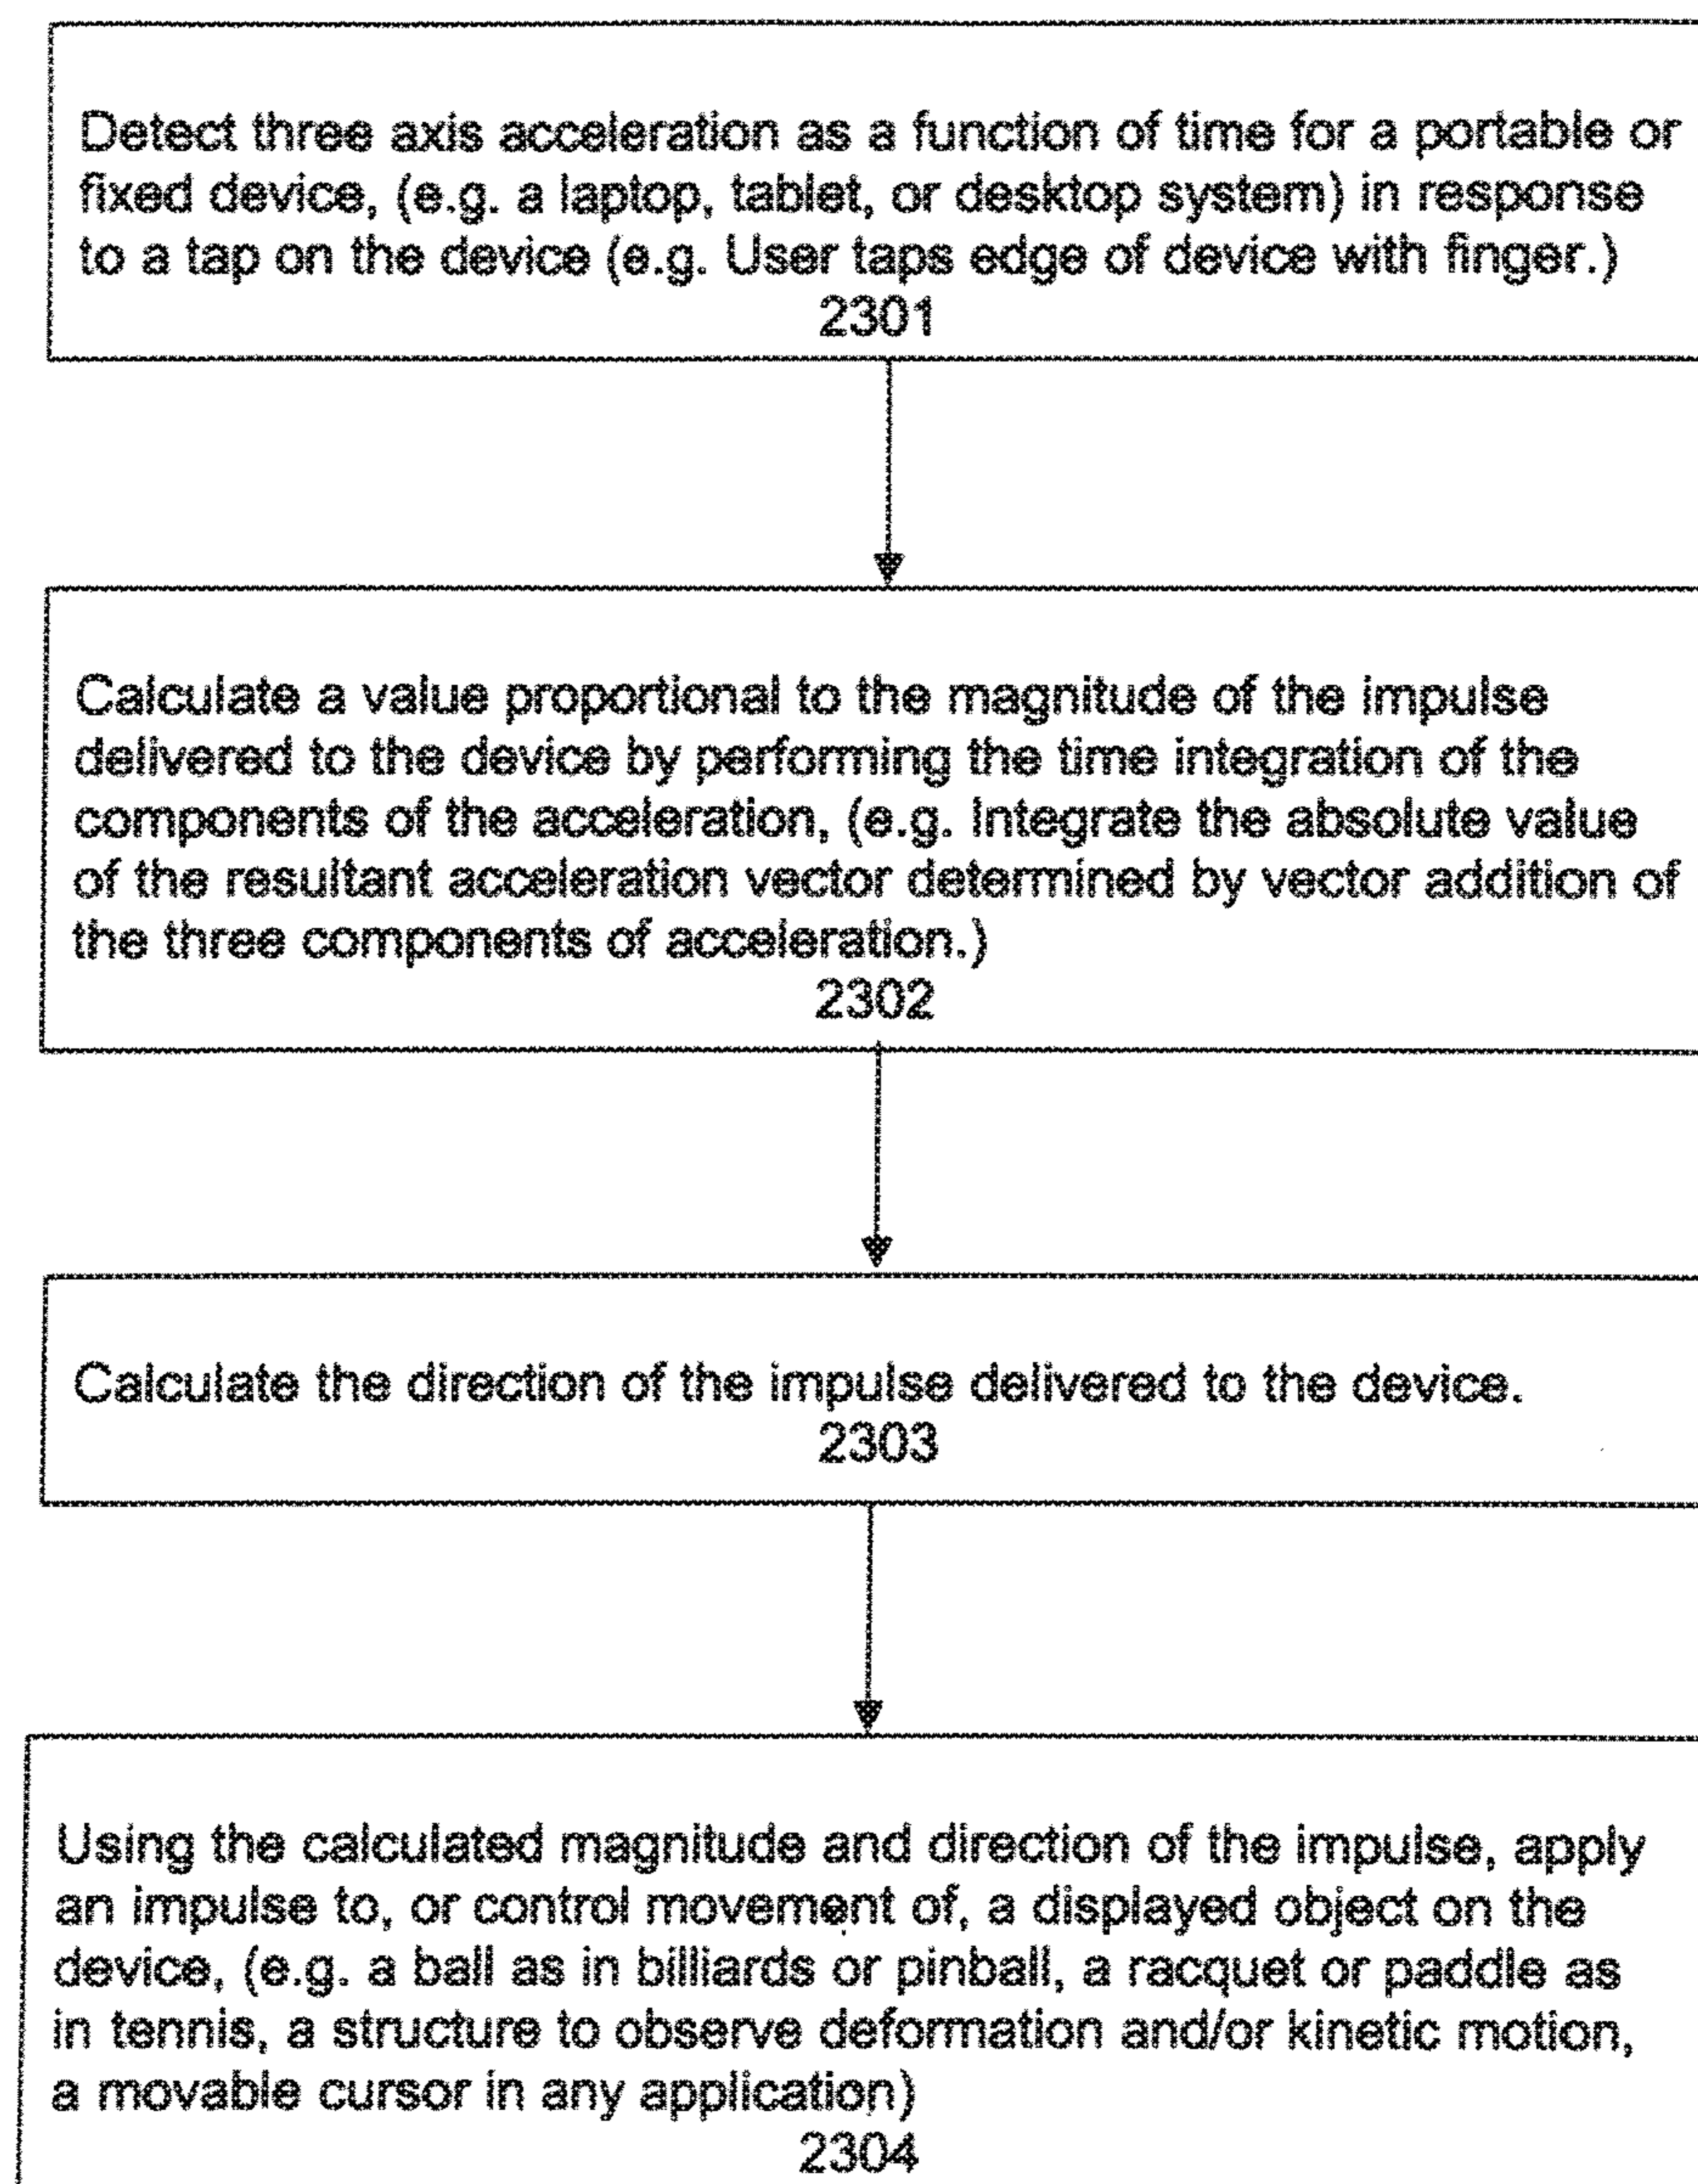 Detect three axis acceleration as a function of time for a portable or
fixed device, (e.g. a laptop, tablet, or desktop system) in response
to a tap on the device (e.g. User taps edge of device with finger.)
2301
Calculate a value proportional to the magnitude of the impulse
delivered to the device by performing the time integration of the
components of the acceleration, (e.g. Integrate the absolute value
of the resultant acceleration vector determined by vector addition of
the three components of acceleration.)
2302
Calculate the direction of the impulse delivered to the device.
2303
Using the calculated magnitude and direction of the impulse, apply
an impulse to, or control movement of, a displayed object on the
device, (e.g. a ball as in billiards or pinball, a racquet or paddle as
in tennis, a structure to observe deformation and/or kinetic motion,
a movable cursor in any application)
2304